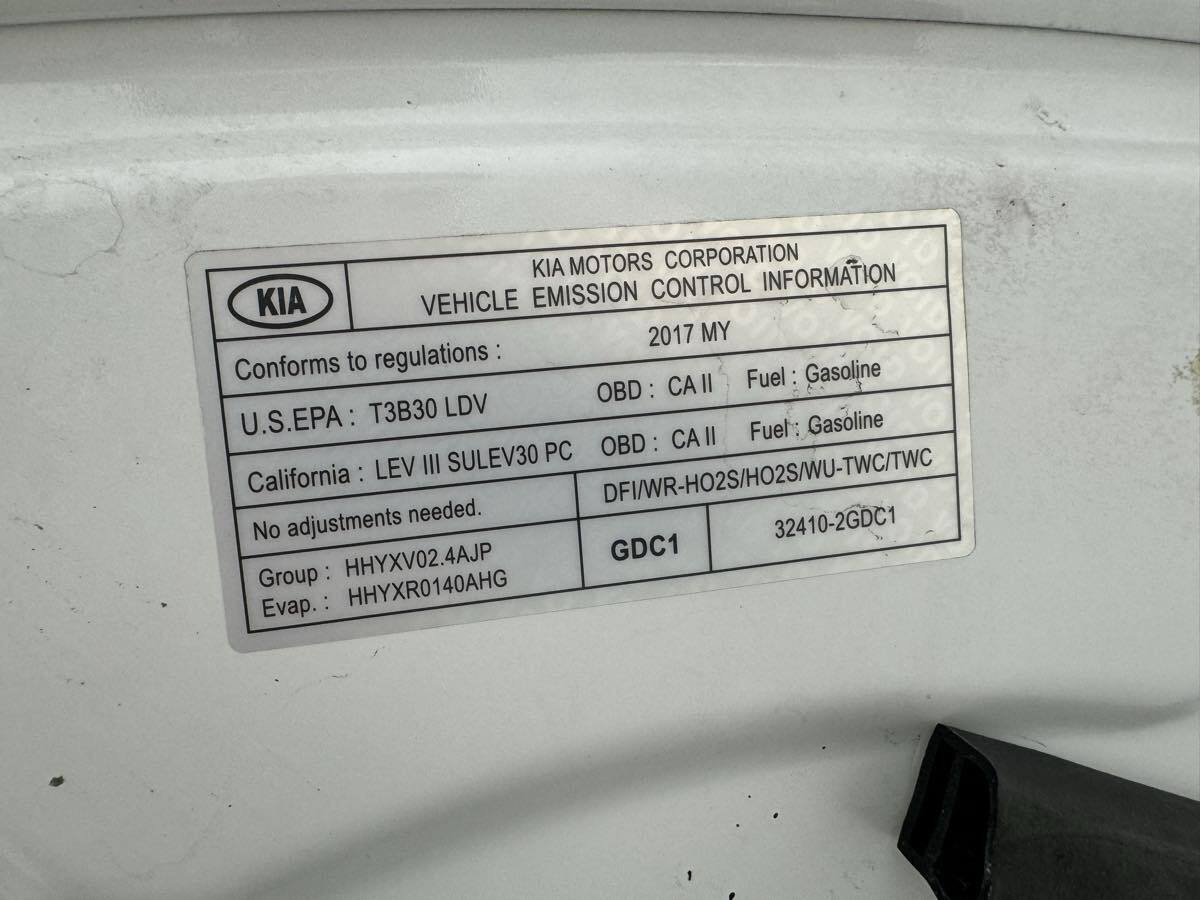 KIA
KIA MOTORS CORPORATION
VEHICLE EMISSION CONTROL INFORMATION
Conforms to regulations : 2017 MY
U.S.EPA : T3B30 LDV OBD : CA II Fuel : Gasoline
California : LEV III SULEV30 PC OBD : CA II Fuel : Gasoline
No adjustments needed. DFI/WR-HO2S/HO2S/WU-TWC/TWC
Group : HHYXV02.4AJP
Evap. : HHYXR0140AHG
GDC1
32410-2GDC1